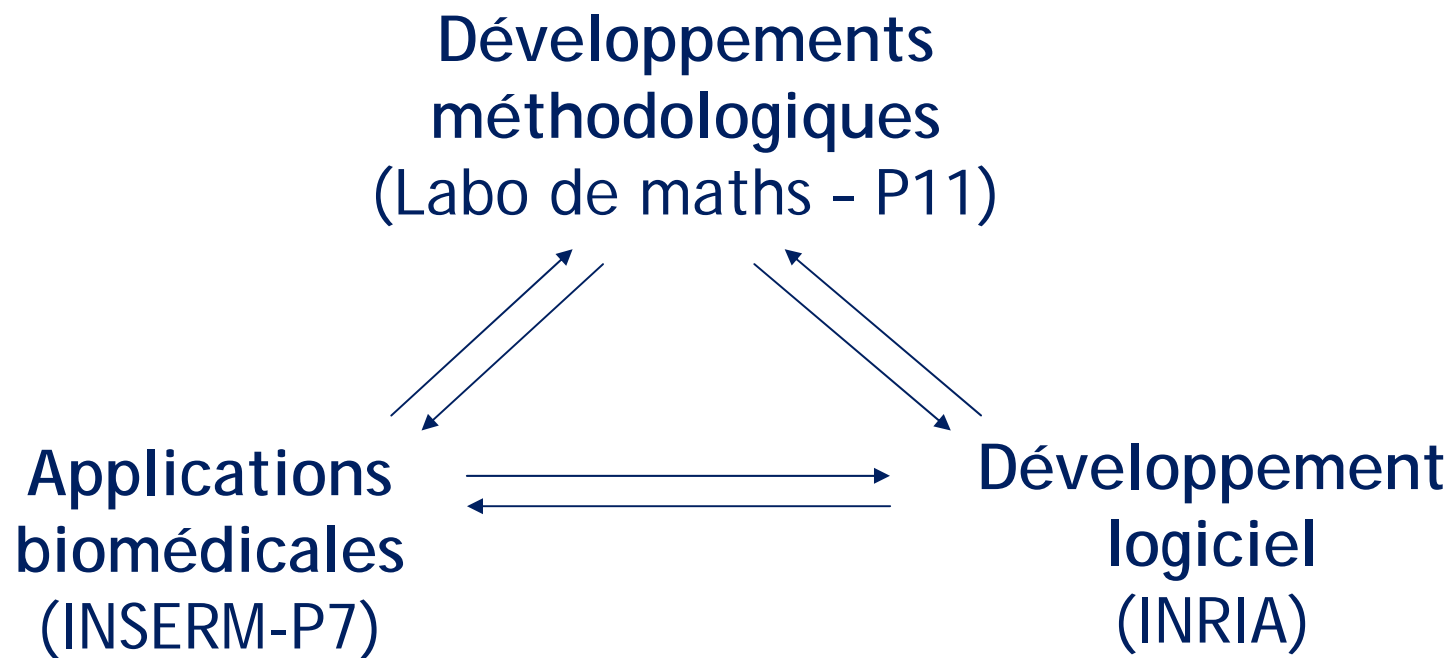 Développements
méthodologiques
(Labo de maths - P11)
Applications
biomédicales
(INSERM-P7)
Développement
logiciel
(INRIA)